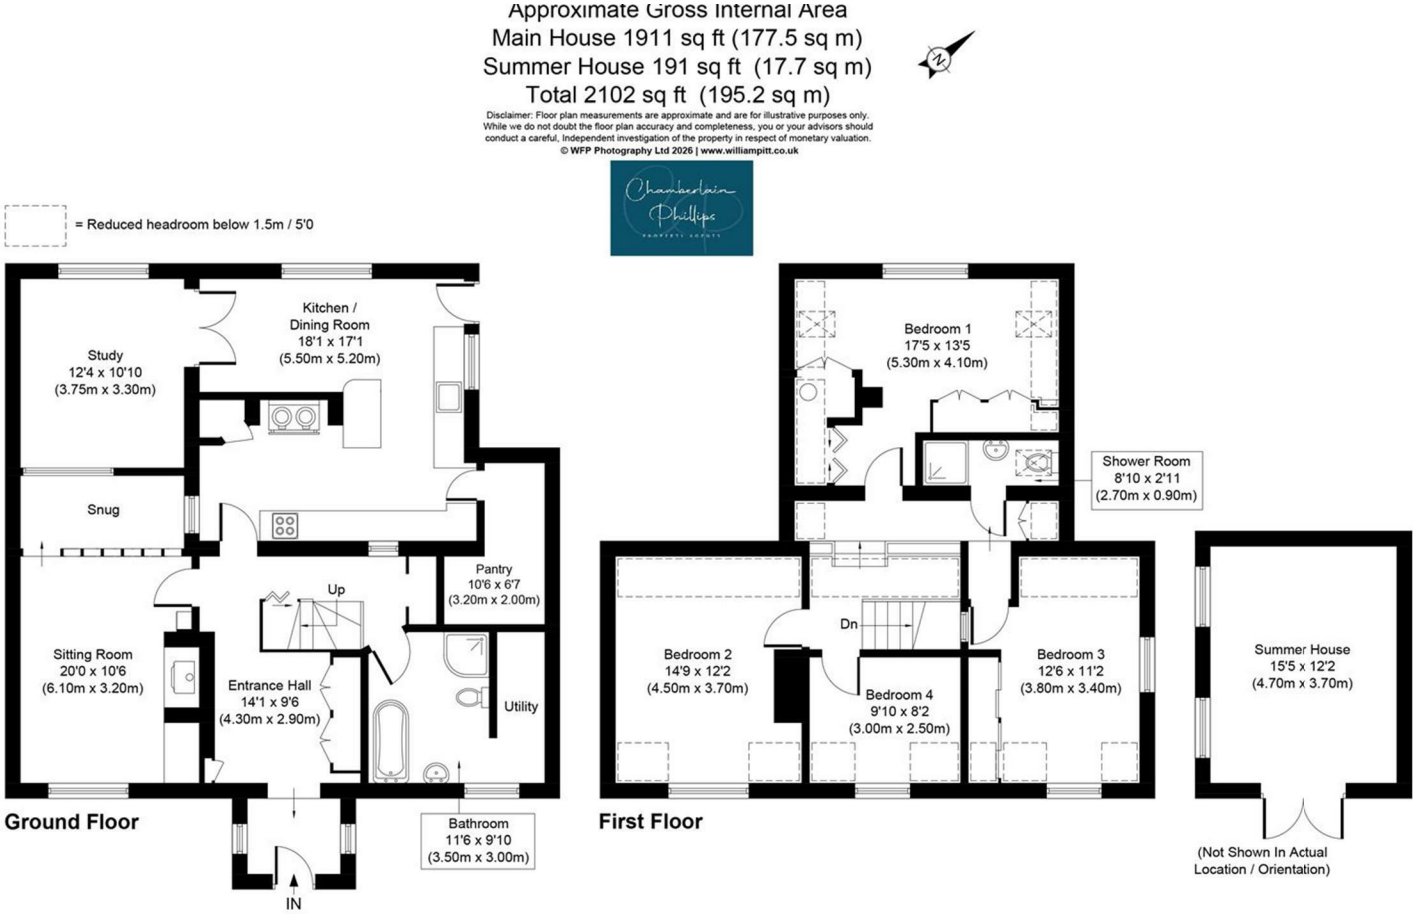 Approximate Gross Internal Area
Main House 1911 sq ft (177.5 sq m)
Summer House 191 sq ft (17.7 sq m)
Total 2102 sq ft (195.2 sq m)
Disclaimer: Floor plan measurements are approximate and are for illustrative purposes only.
While we do not doubt the floor plan accuracy and completeness, you or your advisors should
conduct a careful, Independent investigation of the property in respect of monetary valuation.
© WFP Photography Ltd 2026 | www.williampitt.co.uk
N
Chamberlain
Phillips
PROPERTY AGENTS
= Reduced headroom below 1.5m / 5'0
Study
12'4 x 10'10
(3.75m x 3.30m)
Kitchen /
Dining Room
18'1 x 17'1
(5.50m x 5.20m)
Snug
Pantry
10'6 x 6'7
(3.20m x 2.00m)
Up
Sitting Room
20'0 x 10'6
(6.10m x 3.20m)
Entrance Hall
14'1 x 9'6
(4.30m x 2.90m)
Utility
Bathroom
11'6 x 9'10
(3.50m x 3.00m)
IN
Ground Floor
Bedroom 1
17'5 x 13'5
(5.30m x 4.10m)
Shower Room
8'10 x 2'11
(2.70m x 0.90m)
Dn
Bedroom 2
14'9 x 12'2
(4.50m x 3.70m)
Bedroom 4
9'10 x 8'2
(3.00m x 2.50m)
Bedroom 3
12'6 x 11'2
(3.80m x 3.40m)
First Floor
Summer House
15'5 x 12'2
(4.70m x 3.70m)
(Not Shown In Actual
Location / Orientation)